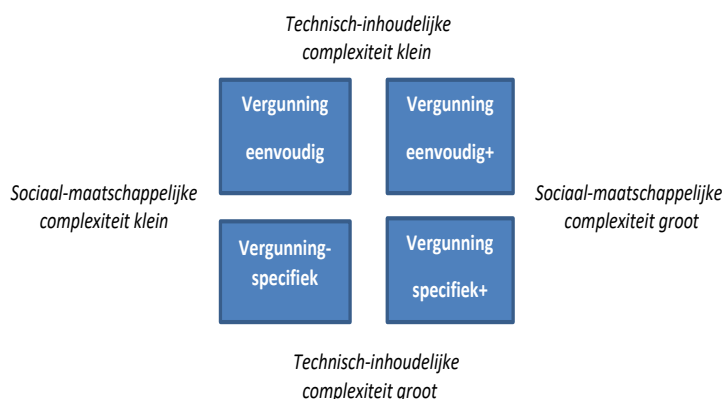 Technisch-inhoudelijke
complexiteit klein
Vergunning
eenvoudig
Vergunning
eenvoudig+
Sociaal-maatschappelijke
complexiteit klein
Sociaal-maatschappelijke
complexiteit groot
Vergunning-
specifiek
Vergunning
specifiek+
Technisch-inhoudelijke
complexiteit groot